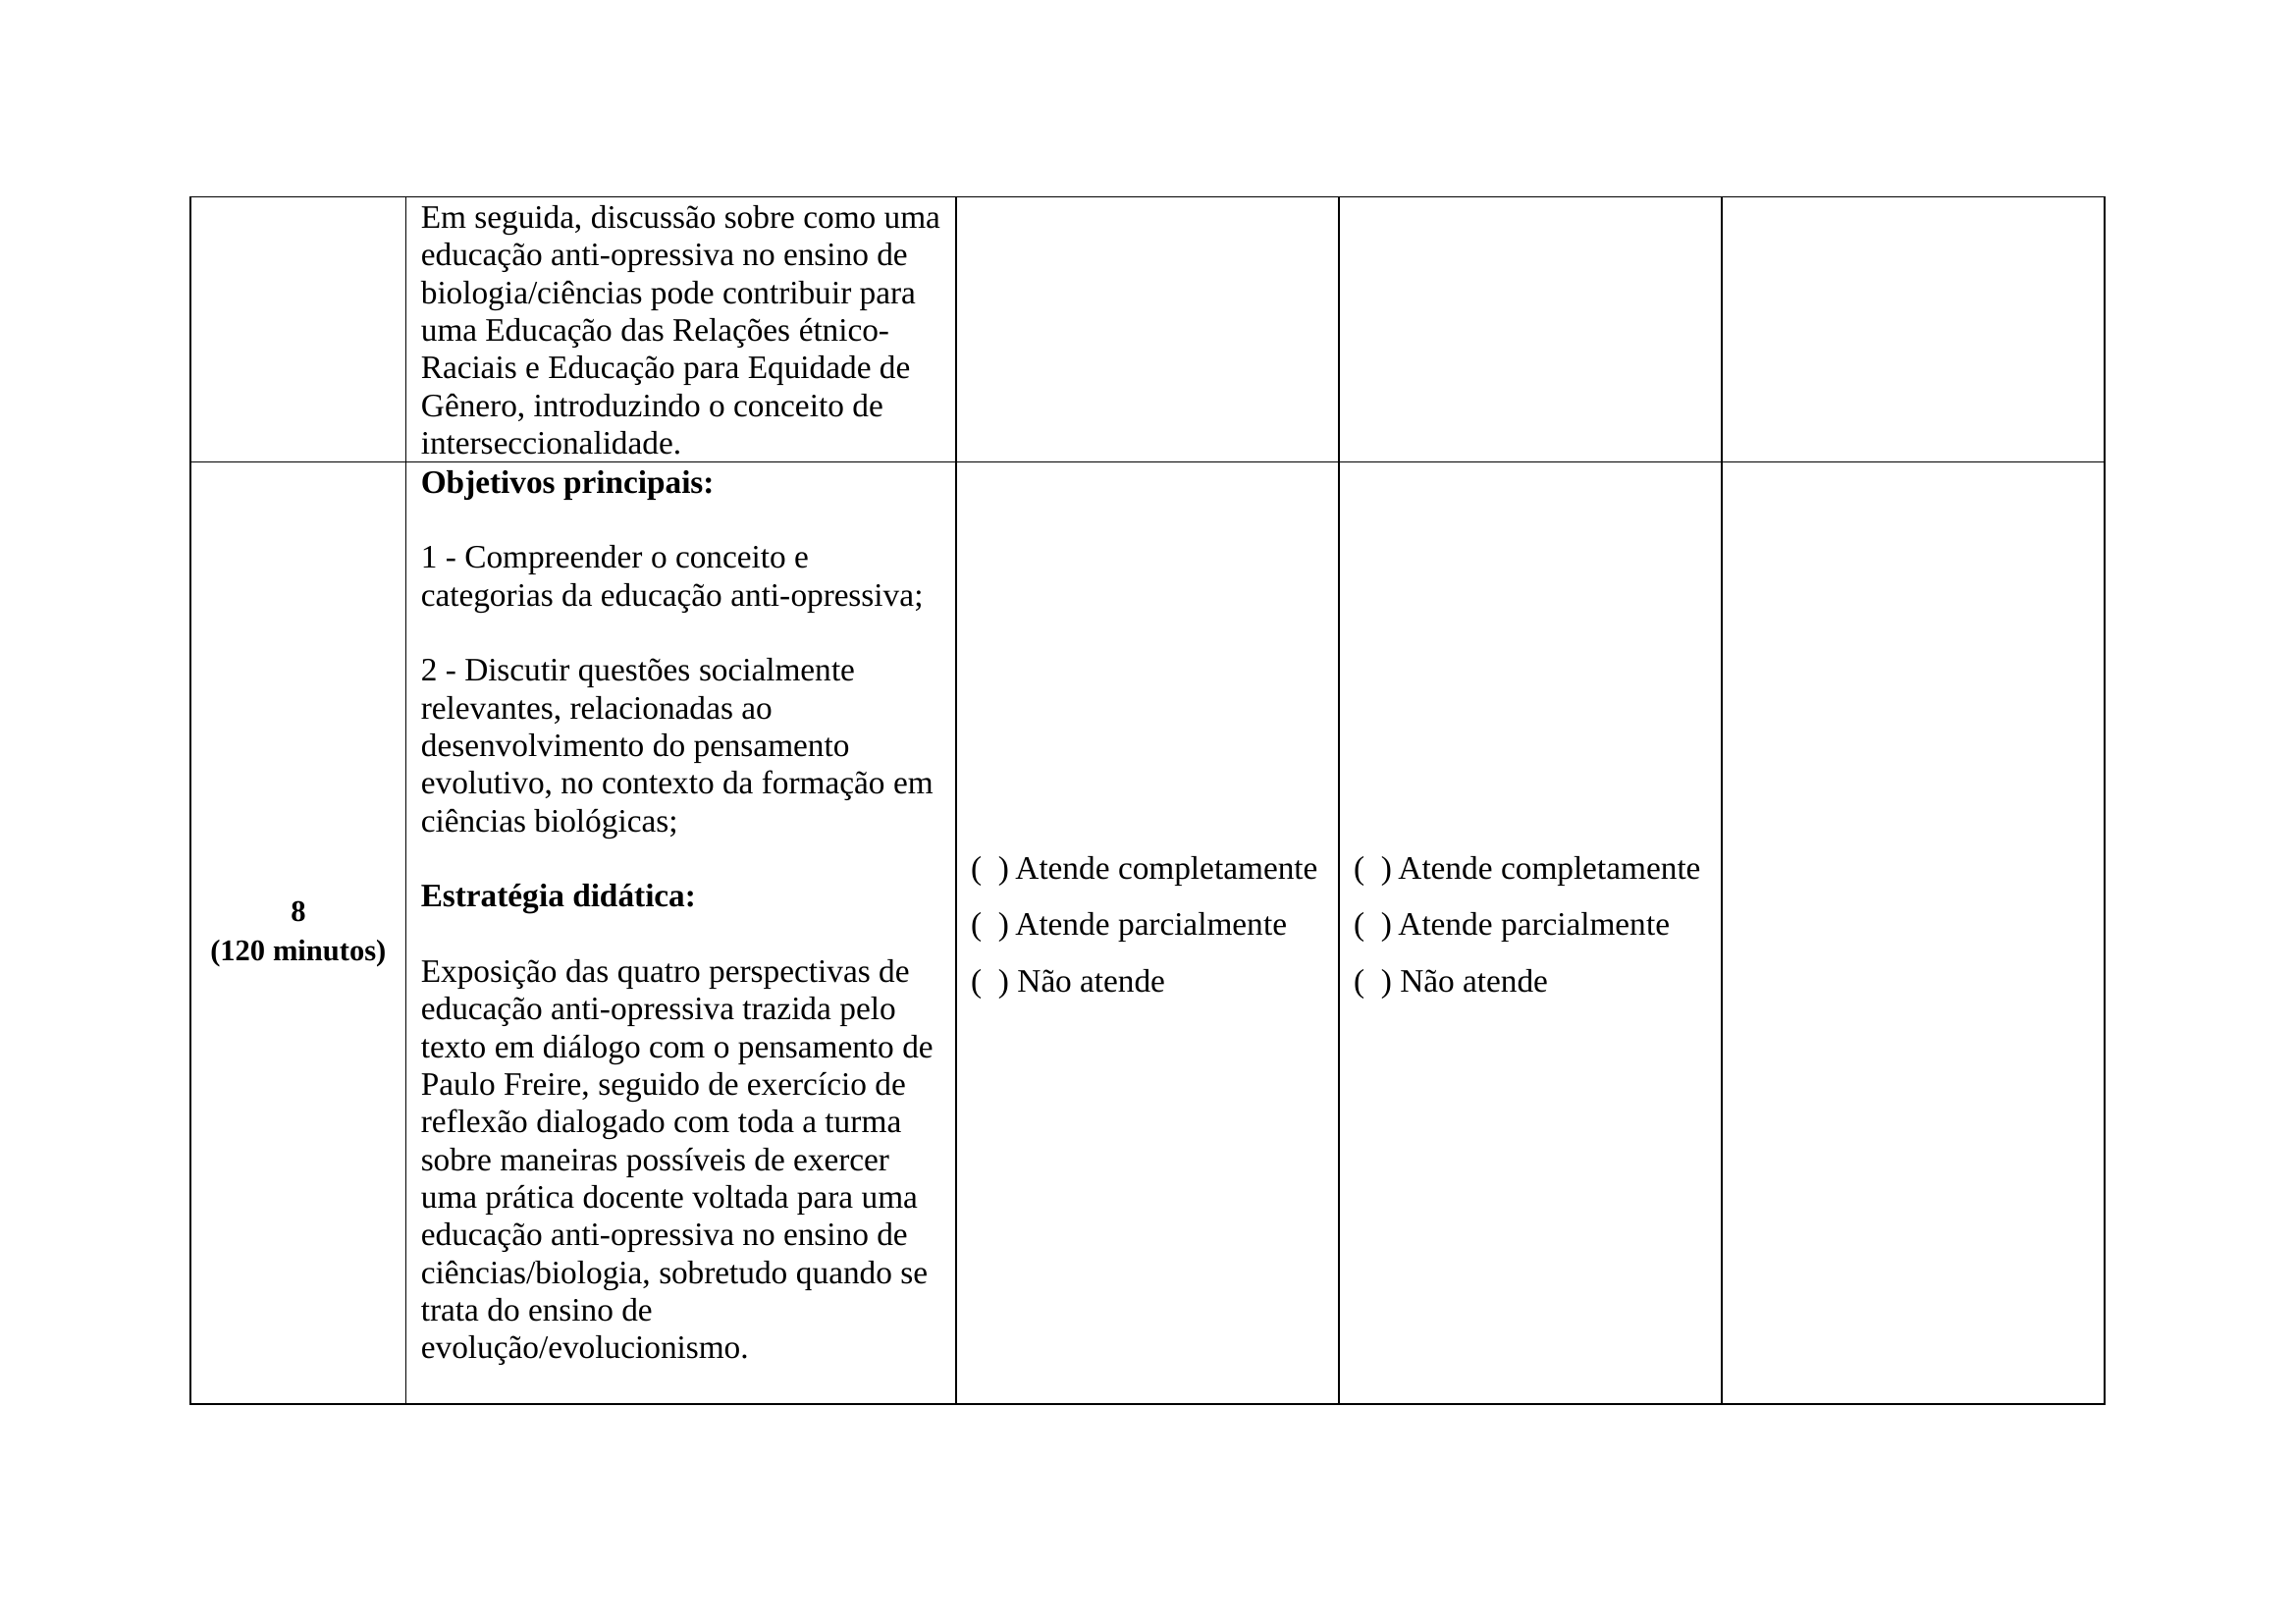 Em seguida, discussão sobre como uma
educação anti-opressiva no ensino de
biologia/ciências pode contribuir para
uma Educação das Relações étnico-
Raciais e Educação para Equidade de
Gênero, introduzindo o conceito de
interseccionalidade.
8
(120 minutos)
Objetivos principais:
1 - Compreender o conceito e
categorias da educação anti-opressiva;
2 - Discutir questões socialmente
relevantes, relacionadas ao
desenvolvimento do pensamento
evolutivo, no contexto da formação em
ciências biológicas;
Estratégia didática:
Exposição das quatro perspectivas de
educação anti-opressiva trazida pelo
texto em diálogo com o pensamento de
Paulo Freire, seguido de exercício de
reflexão dialogado com toda a turma
sobre maneiras possíveis de exercer
uma prática docente voltada para uma
educação anti-opressiva no ensino de
ciências/biologia, sobretudo quando se
trata do ensino de
evolução/evolucionismo.
(  ) Atende completamente
(  ) Atende parcialmente
(  ) Não atende
(  ) Atende completamente
(  ) Atende parcialmente
(  ) Não atende